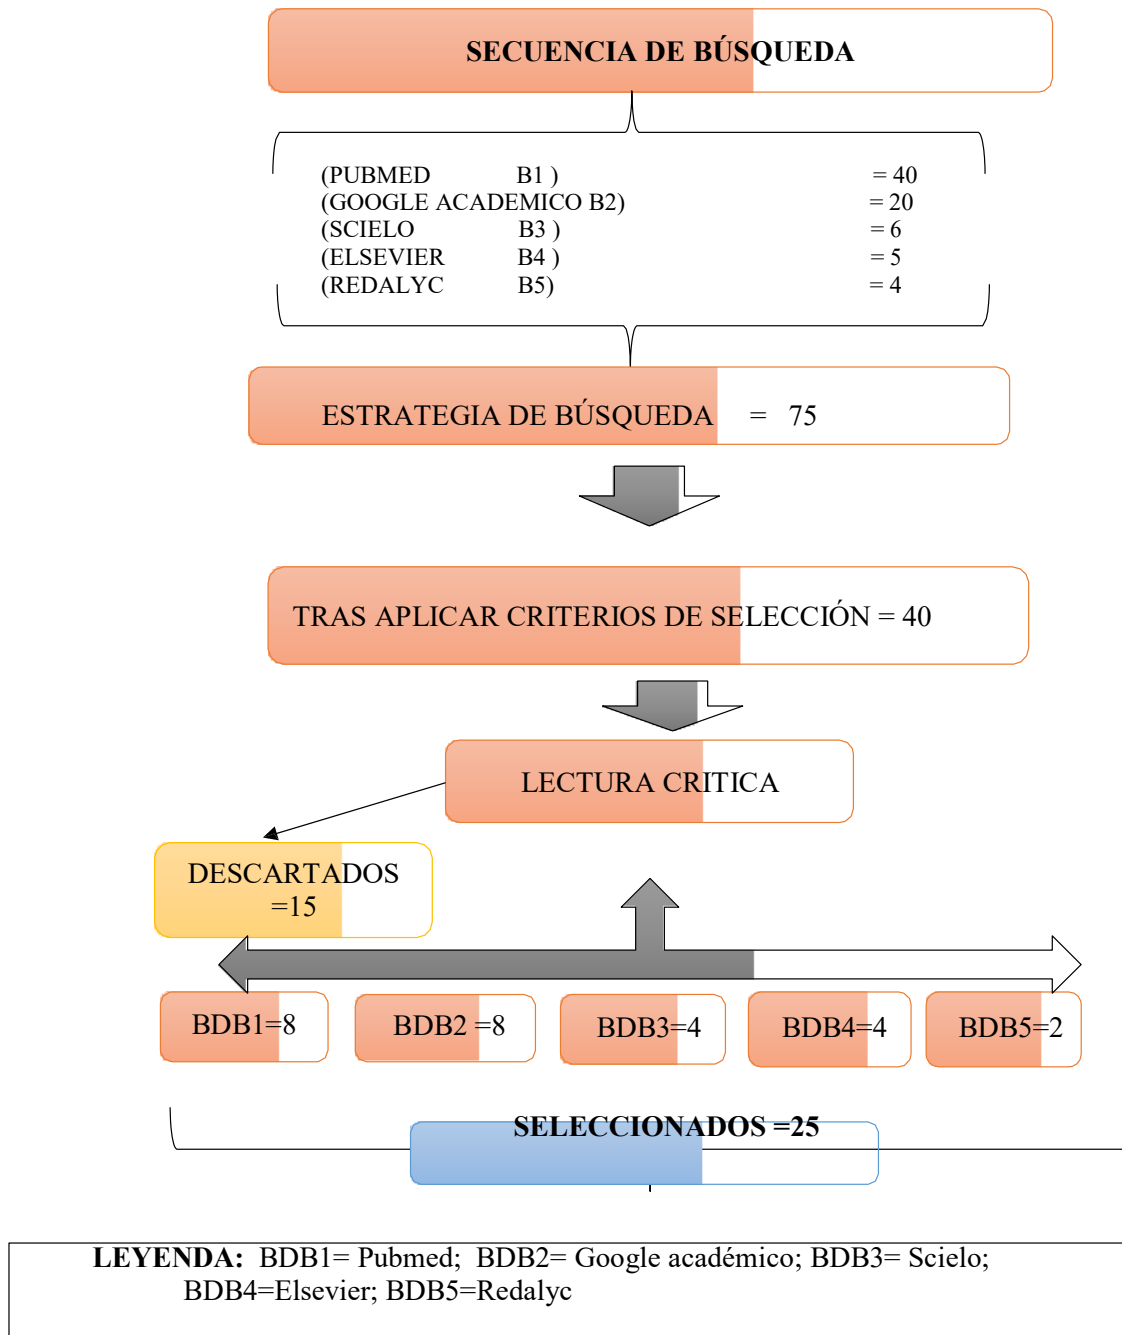 SECUENCIA DE BÚSQUEDA
(PUBMED B1 ) = 40
(GOOGLE ACADEMICO B2) = 20
(SCIELO B3 ) = 6
(ELSEVIER B4 ) = 5
(REDALYC B5) = 4
ESTRATEGIA DE BÚSQUEDA = 75
TRAS APLICAR CRITERIOS DE SELECCIÓN = 40
LECTURA CRITICA
DESCARTADOS
=15
BDB1=8 BDB2 =8 BDB3=4 BDB4=4 BDB5=2
SELECCIONADOS =25
LEYENDA: BDB1= Pubmed; BDB2= Google académico; BDB3= Scielo;
BDB4=Elsevier; BDB5=Redalyc